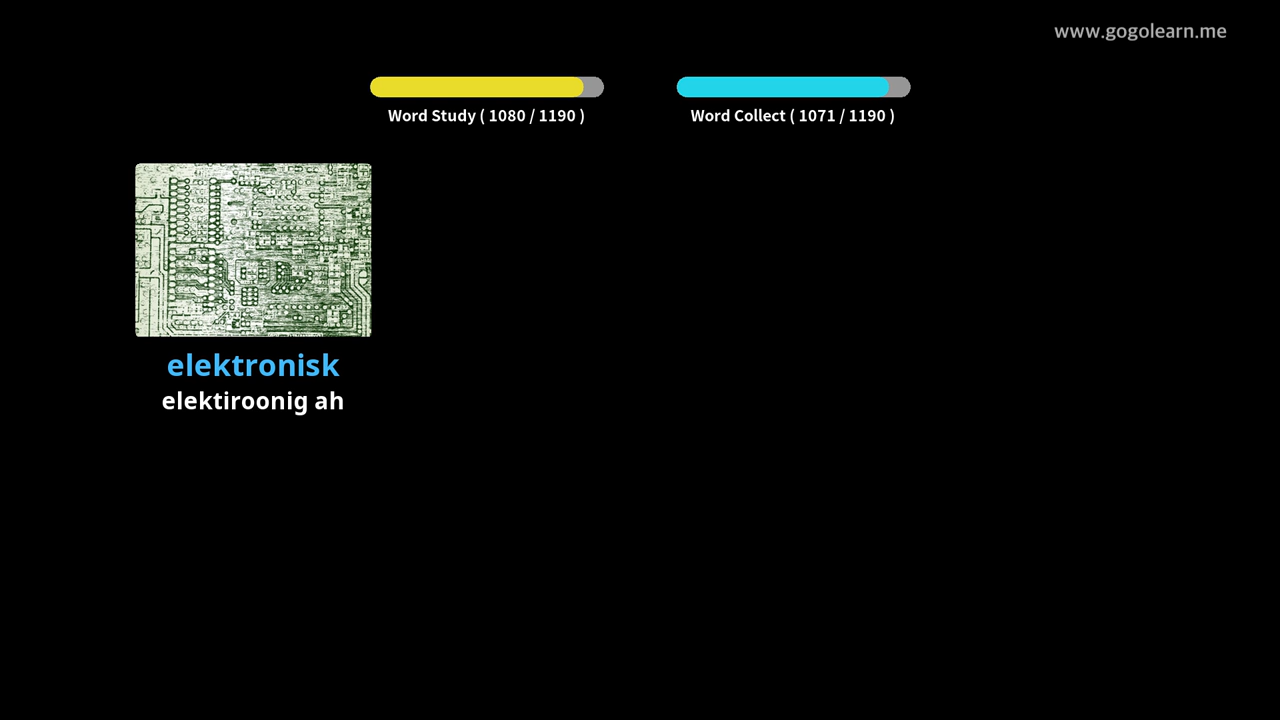 www.gogolearn.me
Word Study ( 1080 / 1190 )
Word Collect ( 1071 / 1190 )
elektronisk
elektiroonig ah